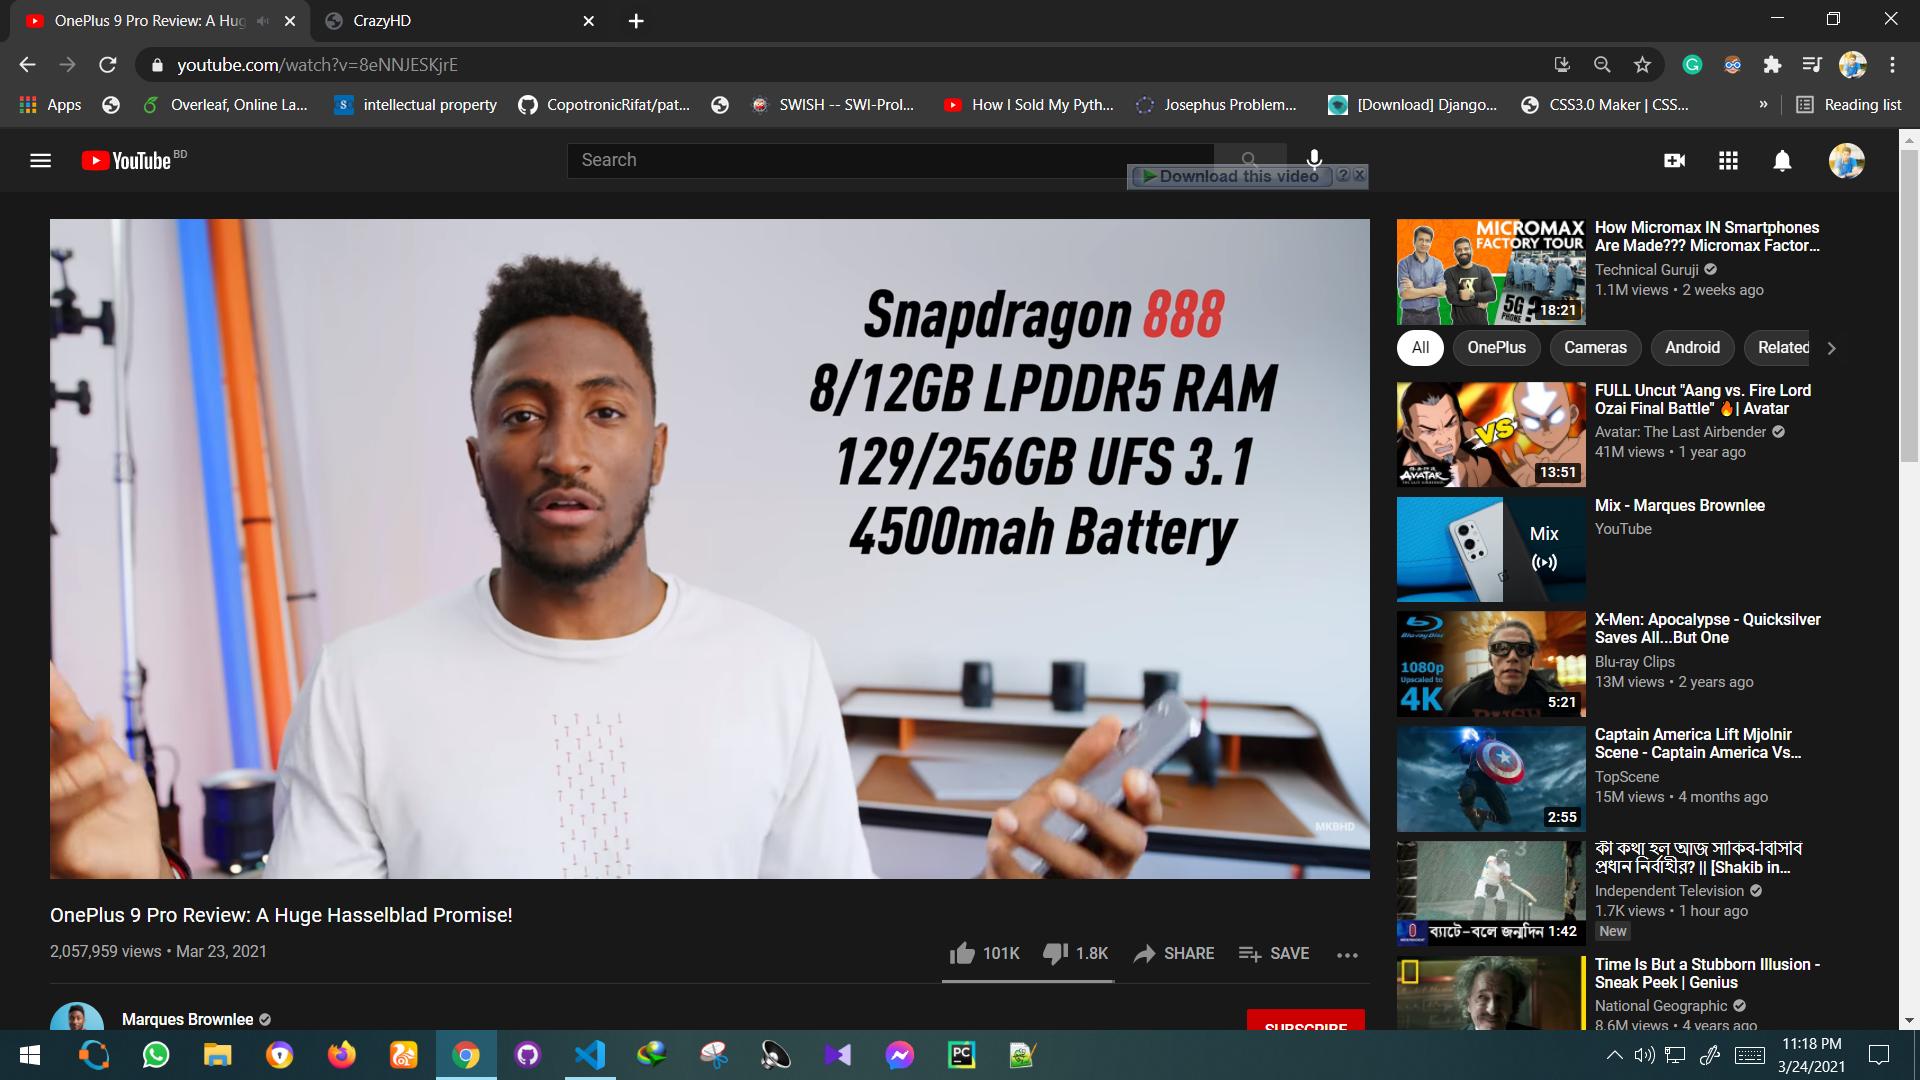 OnePlus 9 Pro Review: A Hug
CrazyHD
youtube.com/watch?v=8eNNJESKjrE
Apps
Overleaf, Online La...
intellectual property
CopotronicRifat/pat...
SWISH -- SWI-Prol...
How I Sold My Pyth...
Josephus Problem...
[Download] Django...
CSS3.0 Maker | CSS...
»
Reading list
YouTube BD
Search
Download this video
Snapdragon 888
8/12GB LPDDR5 RAM
129/256GB UFS 3.1
4500mah Battery
MKBHD
OnePlus 9 Pro Review: A Huge Hasselblad Promise!
2,057,959 views • Mar 23, 2021
101K
1.8K
SHARE
SAVE
Marques Brownlee
SUBSCRIBE
MICROMAX
FACTORY TOUR
5G ?
PHONE
18:21
How Micromax IN Smartphones
Are Made??? Micromax Factor...
Technical Guruji
1.1M views • 2 weeks ago
All
OnePlus
Cameras
Android
Related
VS
AVATAR
13:51
FULL Uncut "Aang vs. Fire Lord
Ozai Final Battle" 🔥| Avatar
Avatar: The Last Airbender
41M views • 1 year ago
Mix
Mix - Marques Brownlee
YouTube
Blu-ray Disc
1080p
Upscaled to
4K
5:21
X-Men: Apocalypse - Quicksilver
Saves All...But One
Blu-ray Clips
13M views • 2 years ago
2:55
Captain America Lift Mjolnir
Scene - Captain America Vs...
TopScene
15M views • 4 months ago
ব্যাটে-বলে জন্মদিন 1:42
কী কথা হল আজ সাকিব-বিসিবি
প্রধান নির্বাহীর? || [Shakib in...
Independent Television
1.7K views • 1 hour ago
New
Time Is But a Stubborn Illusion -
Sneak Peek | Genius
National Geographic
8.6M views • 4 years ago
PC
11:18 PM
3/24/2021